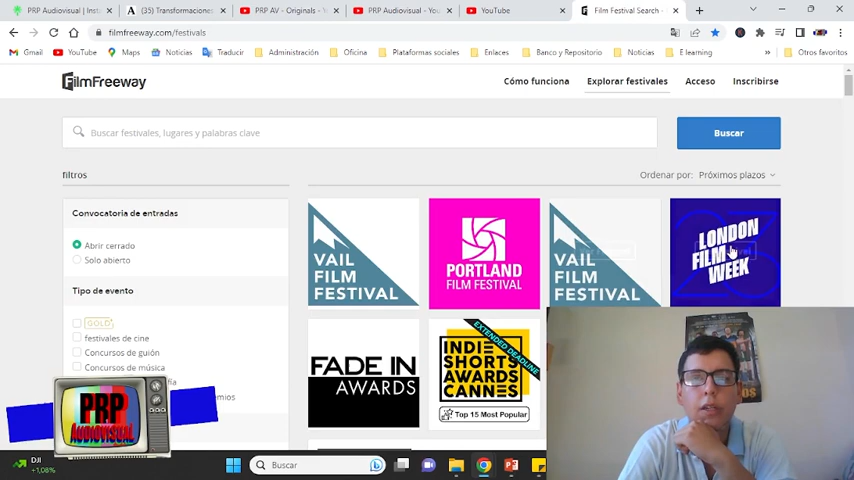 PRP Audiovisual | Inst
(35) Transformaciones
PRP AV - Originals - Y
PRP Audiovisual - You
YouTube
Film Festival Search -
filmfreeway.com/festivals
Gmail
YouTube
Maps
Noticias
Traducir
Administración
Oficina
Plataformas sociales
Enlaces
Banco y Repositorio
Noticias
E learning
»
Otros favoritos
FilmFreeway
Cómo funciona
Explorar festivales
Acceso
Inscribirse
Buscar festivales, lugares y palabras clave
Buscar
filtros
Ordenar por:
Próximos plazos
Convocatoria de entradas
Abrir cerrado
Solo abierto
Tipo de evento
GOLD
festivales de cine
Concursos de guión
Concursos de música
VAIL
FILM
FESTIVAL
PORTLAND
FILM FESTIVAL
VAIL
FILM
FESTIVAL
LONDON
FILM
WEEK
FADE IN
AWARDS
EXTENDED DEADLINE
INDIE
SHORTS
AWARDS
CANNES
Top 15 Most Popular
PRP
AUDIOVISUAL
DJI
+1,08%
Buscar